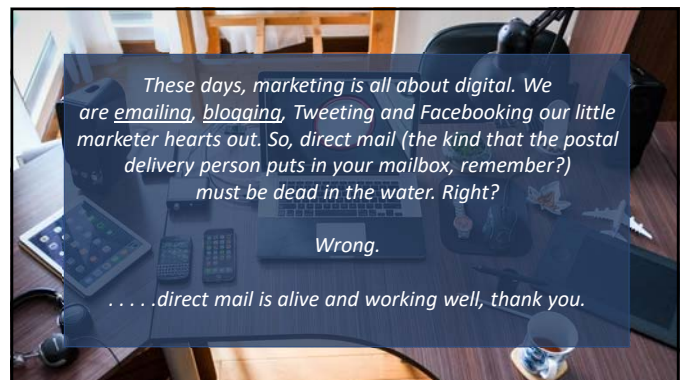 These days, marketing is all about digital. We
are emailing, blogging, Tweeting and Facebooking our little
marketer hearts out. So, direct mail (the kind that the postal
delivery person puts in your mailbox, remember?)
must be dead in the water. Right?
Wrong.
. . . . .direct mail is alive and working well, thank you.